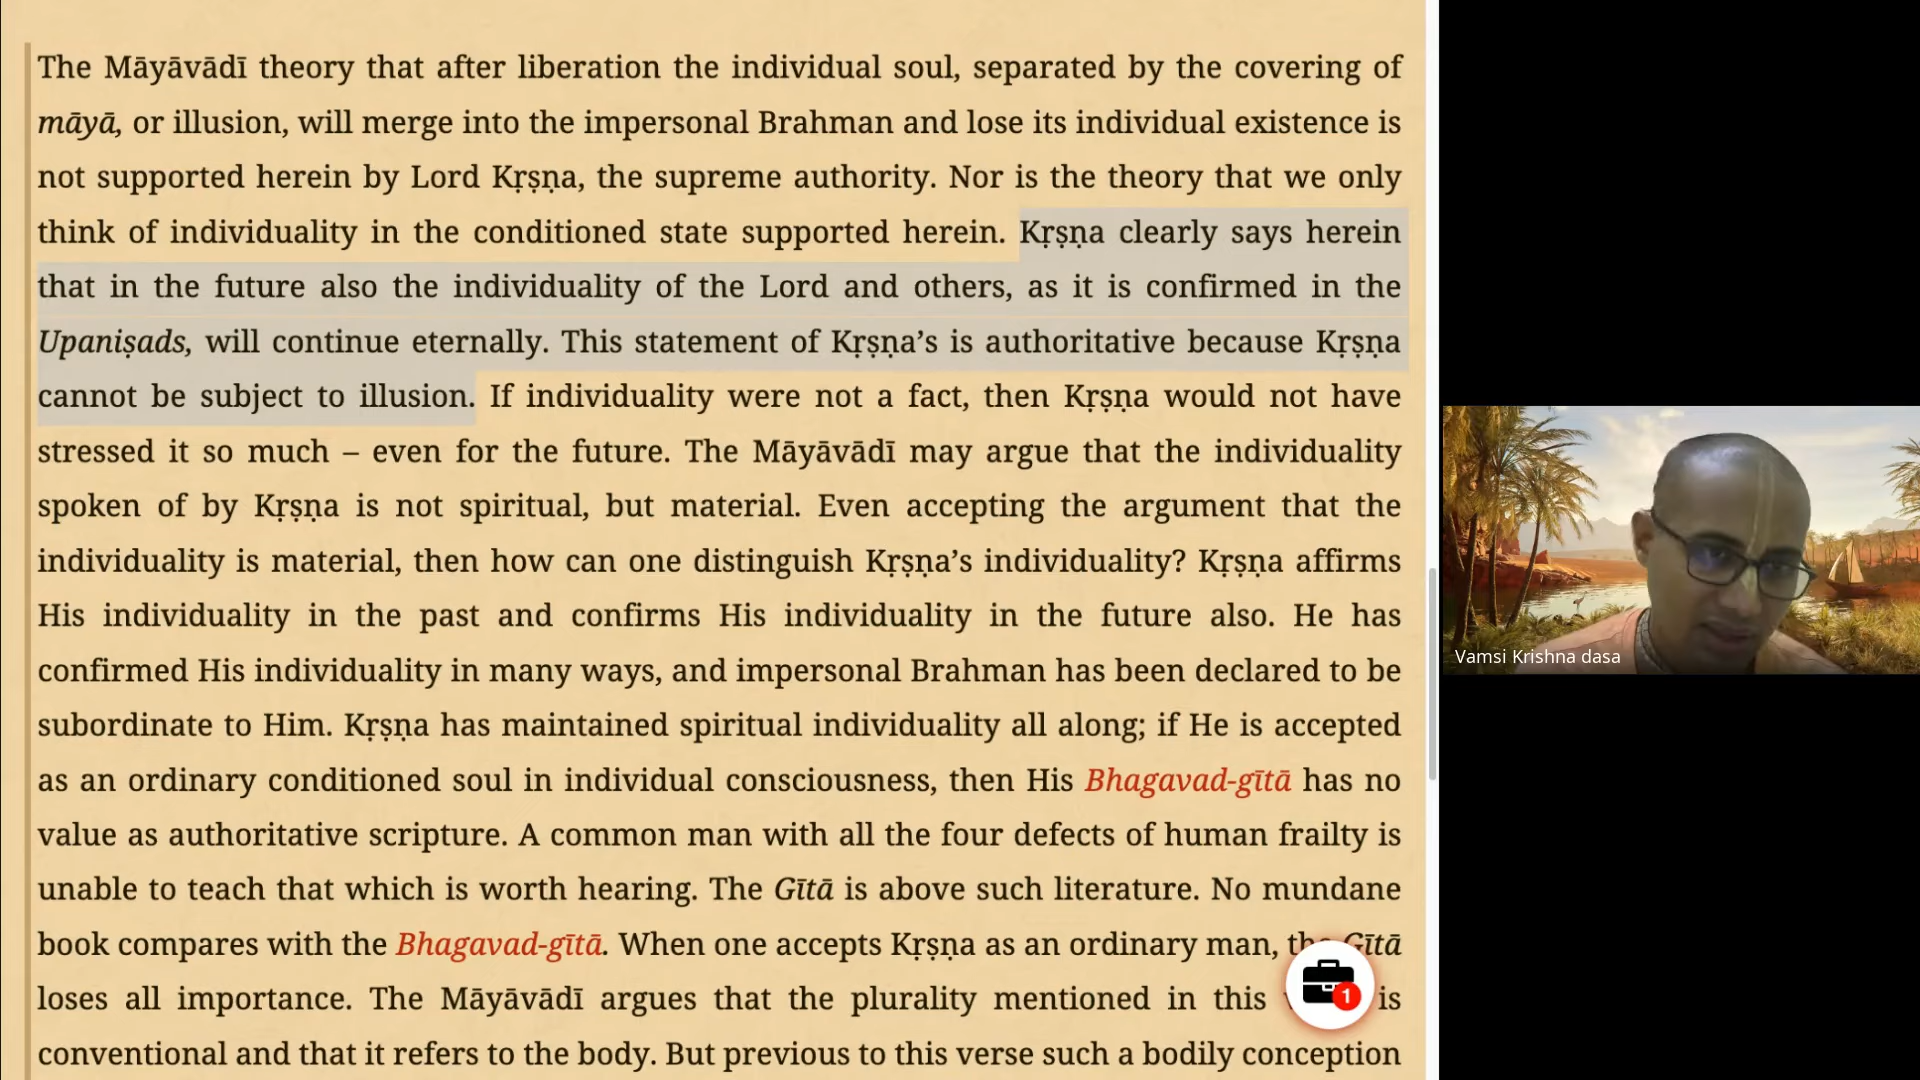 The Māyāvādī theory that after liberation the individual soul, separated by the covering of
māyā, or illusion, will merge into the impersonal Brahman and lose its individual existence is
not supported herein by Lord Kṛṣṇa, the supreme authority. Nor is the theory that we only
think of individuality in the conditioned state supported herein. Kṛṣṇa clearly says herein
that in the future also the individuality of the Lord and others, as it is confirmed in the
Upaniṣads, will continue eternally. This statement of Kṛṣṇa’s is authoritative because Kṛṣṇa
cannot be subject to illusion. If individuality were not a fact, then Kṛṣṇa would not have
stressed it so much – even for the future. The Māyāvādī may argue that the individuality
spoken of by Kṛṣṇa is not spiritual, but material. Even accepting the argument that the
individuality is material, then how can one distinguish Kṛṣṇa’s individuality? Kṛṣṇa affirms
His individuality in the past and confirms His individuality in the future also. He has
confirmed His individuality in many ways, and impersonal Brahman has been declared to be
subordinate to Him. Kṛṣṇa has maintained spiritual individuality all along; if He is accepted
as an ordinary conditioned soul in individual consciousness, then His Bhagavad-gītā has no
value as authoritative scripture. A common man with all the four defects of human frailty is
unable to teach that which is worth hearing. The Gītā is above such literature. No mundane
book compares with the Bhagavad-gītā. When one accepts Kṛṣṇa as an ordinary man, the Gītā
loses all importance. The Māyāvādī argues that the plurality mentioned in this is
conventional and that it refers to the body. But previous to this verse such a bodily conception
1
Vamsi Krishna dasa